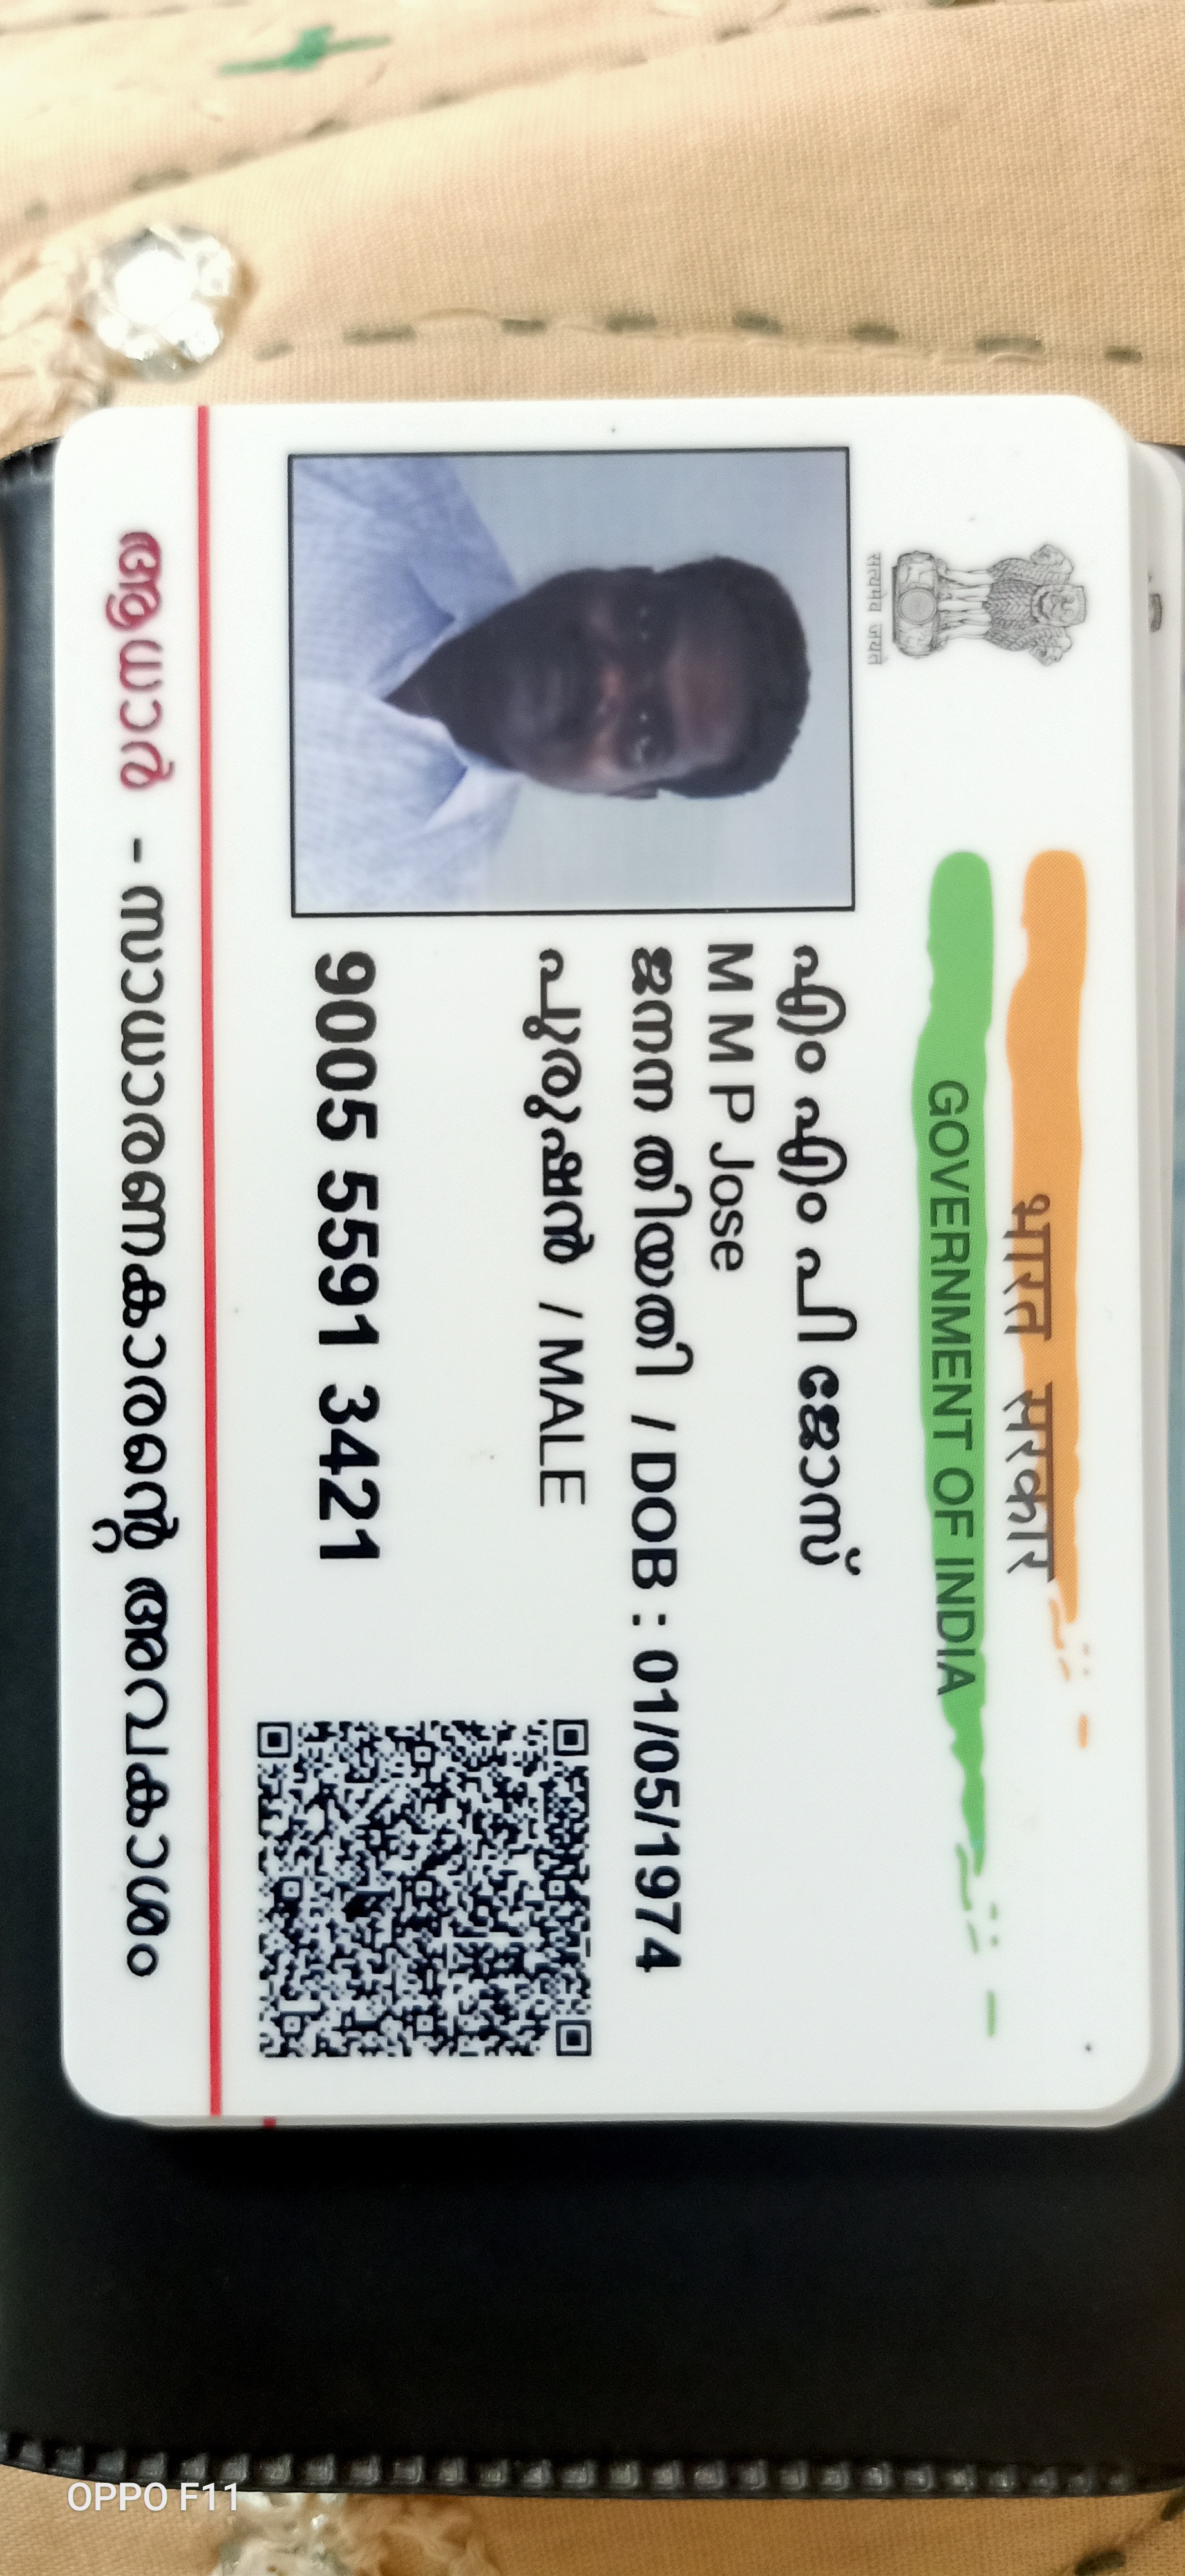 भारत सरकार
GOVERNMENT OF INDIA
सत्यमेव जयते
എം എം പി ജോസ്
M M P Jose
ജനന തിയതി / DOB : 01/05/1974
പുരുഷൻ / MALE
9005 5591 3421
ആധാർ - സാധാരണക്കാരന്റെ അവകാശം
OPPO F11